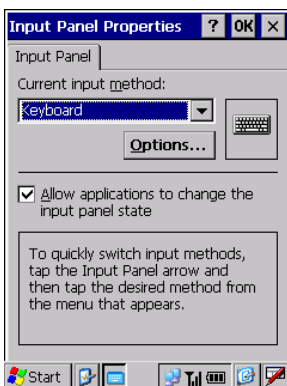 Input Panel Properties ? OK ×
Input Panel
Current input method:
Keyboard
Options...
Allow applications to change the
input panel state
To quickly switch input methods,
tap the Input Panel arrow and
then tap the desired method from
the menu that appears.
Start